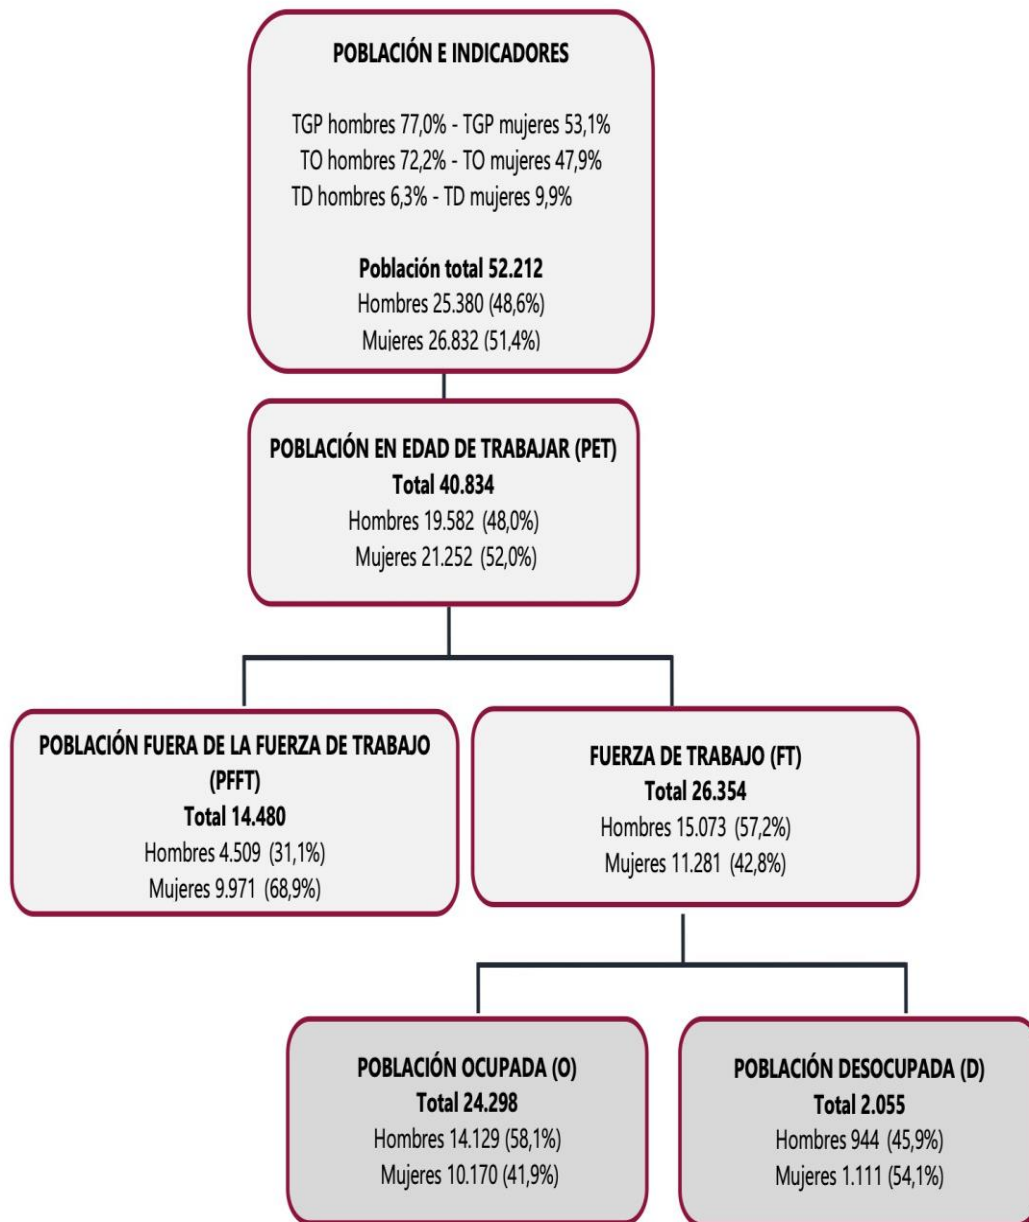 POBLACIÓN E INDICADORES
TGP hombres 77,0% - TGP mujeres 53,1%
TO hombres 72,2% - TO mujeres 47,9%
TD hombres 6,3% - TD mujeres 9,9%
Población total 52.212
Hombres 25.380 (48,6%)
Mujeres 26.832 (51,4%)
POBLACIÓN EN EDAD DE TRABAJAR (PET)
Total 40.834
Hombres 19.582 (48,0%)
Mujeres 21.252 (52,0%)
POBLACIÓN FUERA DE LA FUERZA DE TRABAJO
(PFFT)
Total 14.480
Hombres 4.509 (31,1%)
Mujeres 9.971 (68,9%)
FUERZA DE TRABAJO (FT)
Total 26.354
Hombres 15.073 (57,2%)
Mujeres 11.281 (42,8%)
POBLACIÓN OCUPADA (O)
Total 24.298
Hombres 14.129 (58,1%)
Mujeres 10.170 (41,9%)
POBLACIÓN DESOCUPADA (D)
Total 2.055
Hombres 944 (45,9%)
Mujeres 1.111 (54,1%)